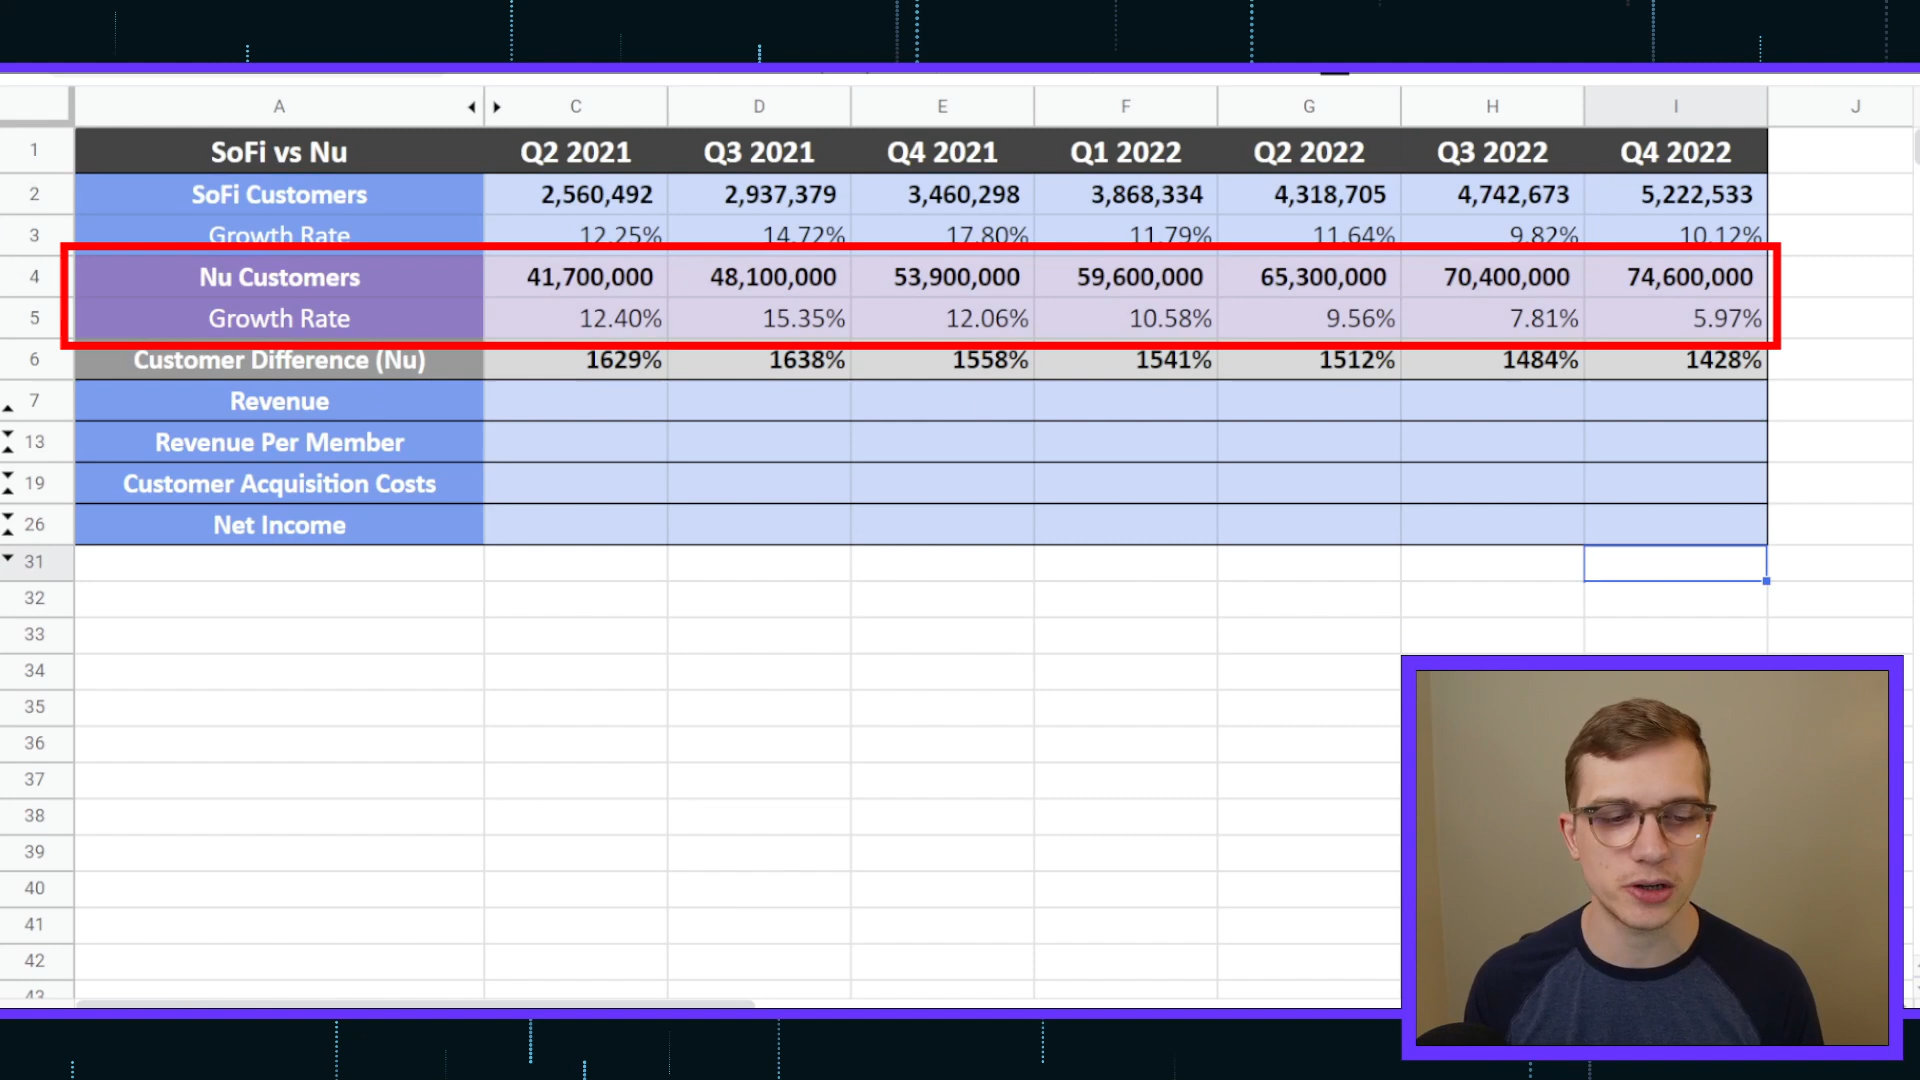 A C D E F G H I J
1 SoFi vs Nu Q2 2021 Q3 2021 Q4 2021 Q1 2022 Q2 2022 Q3 2022 Q4 2022
2 SoFi Customers 2,560,492 2,937,379 3,460,298 3,868,334 4,318,705 4,742,673 5,222,533
3 Growth Rate 12.25% 14.72% 17.80% 11.79% 11.64% 9.82% 10.12%
4 Nu Customers 41,700,000 48,100,000 53,900,000 59,600,000 65,300,000 70,400,000 74,600,000
5 Growth Rate 12.40% 15.35% 12.06% 10.58% 9.56% 7.81% 5.97%
6 Customer Difference (Nu) 1629% 1638% 1558% 1541% 1512% 1484% 1428%
7 Revenue
13 Revenue Per Member
19 Customer Acquisition Costs
26 Net Income
31
32
33
34
35
36
37
38
39
40
41
42
43